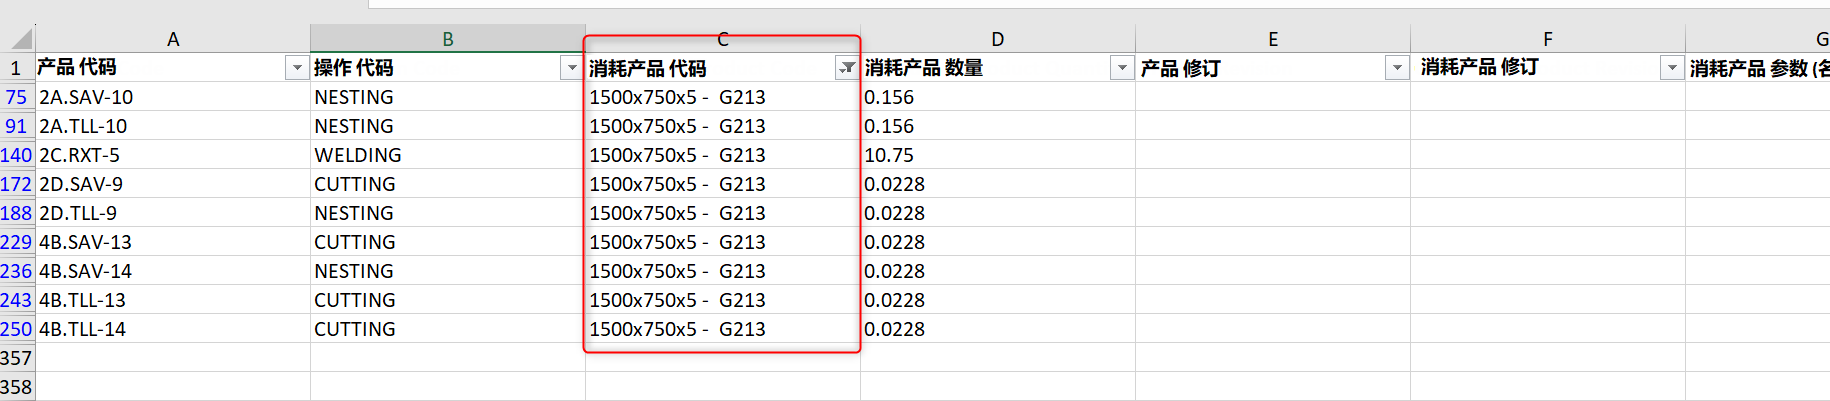 A B C D E F G
1 产品 代码 操作 代码 消耗产品 代码 消耗产品 数量 产品 修订 消耗产品 修订 消耗产品 参数 (名
75 2A.SAV-10 NESTING 1500x750x5 -  G213 0.156
91 2A.TLL-10 NESTING 1500x750x5 -  G213 0.156
140 2C.RXT-5 WELDING 1500x750x5 -  G213 10.75
172 2D.SAV-9 CUTTING 1500x750x5 -  G213 0.0228
188 2D.TLL-9 NESTING 1500x750x5 -  G213 0.0228
229 4B.SAV-13 CUTTING 1500x750x5 -  G213 0.0228
236 4B.SAV-14 NESTING 1500x750x5 -  G213 0.0228
243 4B.TLL-13 CUTTING 1500x750x5 -  G213 0.0228
250 4B.TLL-14 CUTTING 1500x750x5 -  G213 0.0228
357
358